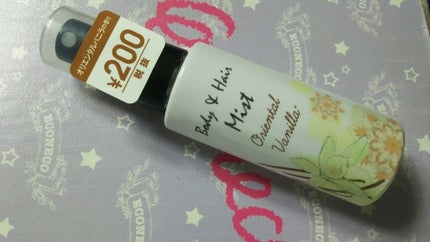 オリエンタルバニラの香り
¥200
税抜
Body & Hair
Mist
Oriental
Vanilla
ECONECO